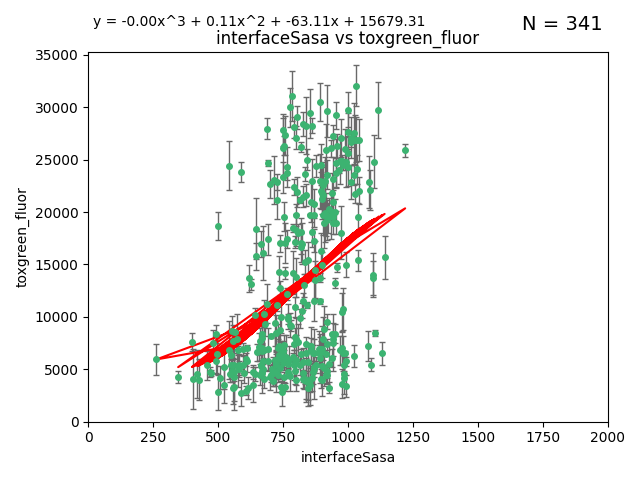 y = -0.00x^3 + 0.11x^2 + -63.11x + 15679.31
N = 341
interfaceSasa vs toxgreen_fluor
toxgreen_fluor
35000
30000
25000
20000
15000
10000
5000
0
0 250 500 750 1000 1250 1500 1750 2000
interfaceSasa